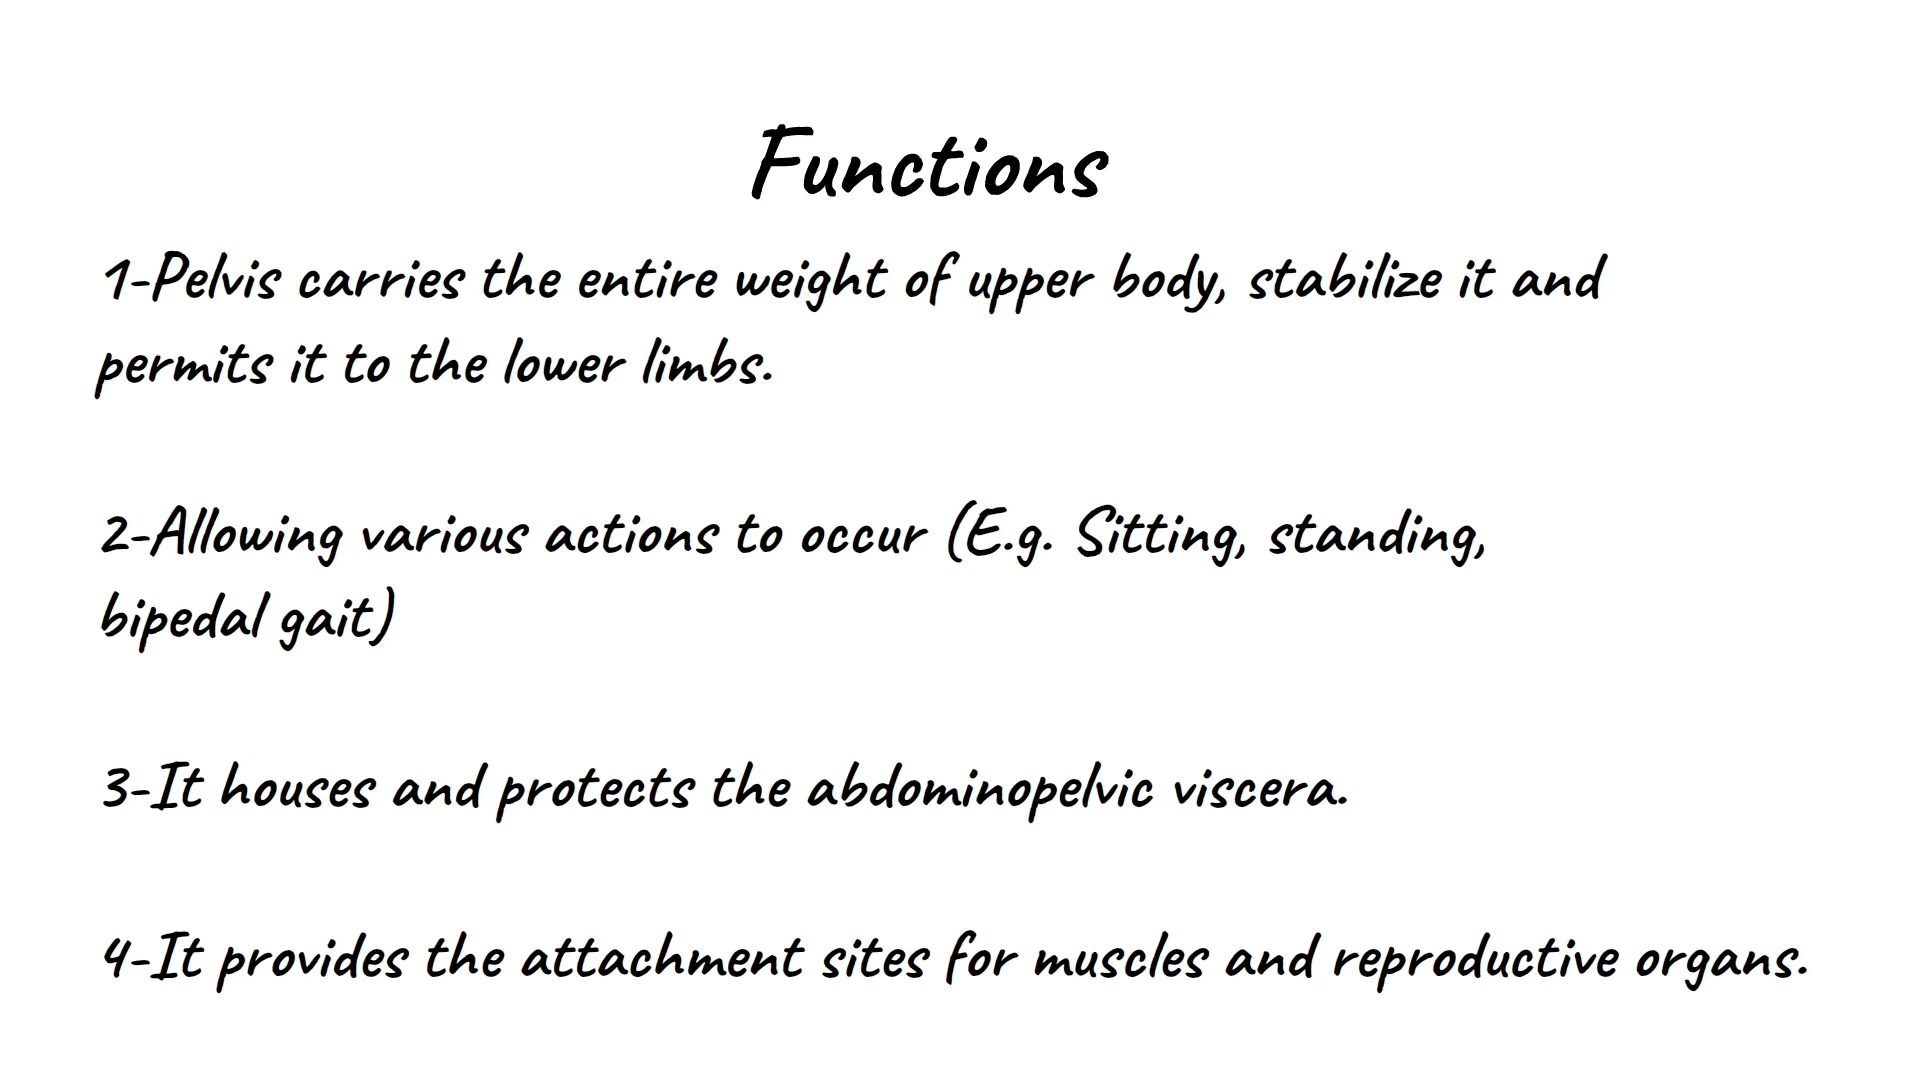 Functions
1-Pelvis carries the entire weight of upper body, stabilize it and
permits it to the lower limbs.
2-Allowing various actions to occur (E.g. Sitting, standing,
bipedal gait)
3-It houses and protects the abdominopelvic viscera.
4-It provides the attachment sites for muscles and reproductive organs.